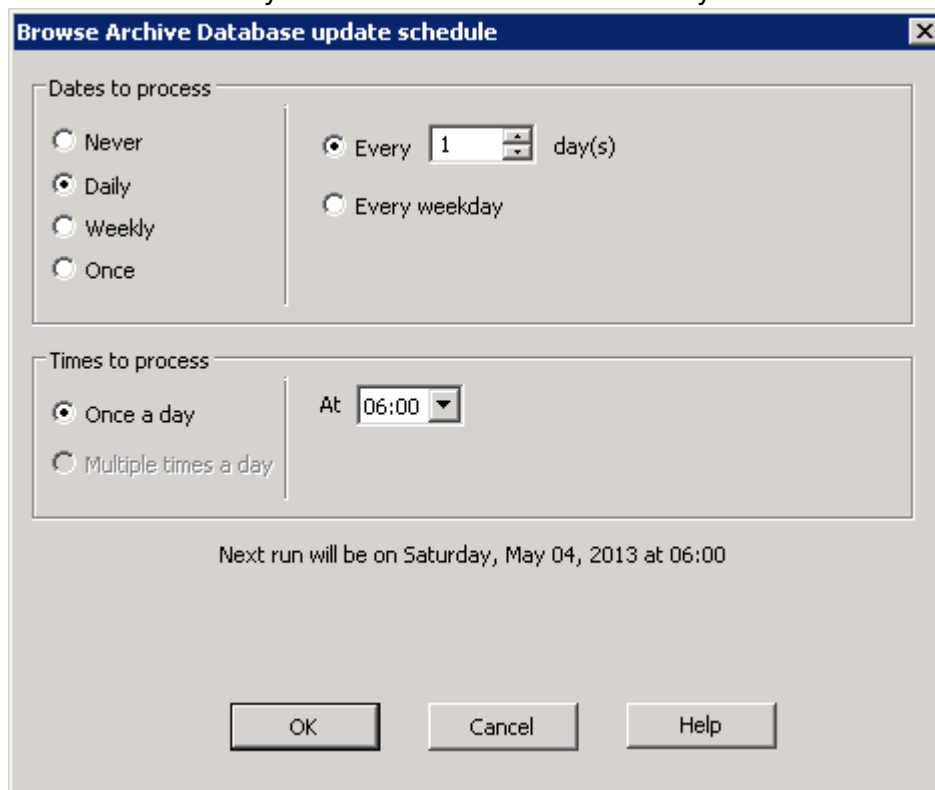 Browse Archive Database update schedule
Dates to process
Never
Daily
Weekly
Once
Every 1 day(s)
Every weekday
Times to process
Once a day
Multiple times a day
At 06:00
Next run will be on Saturday, May 04, 2013 at 06:00
OK Cancel Help